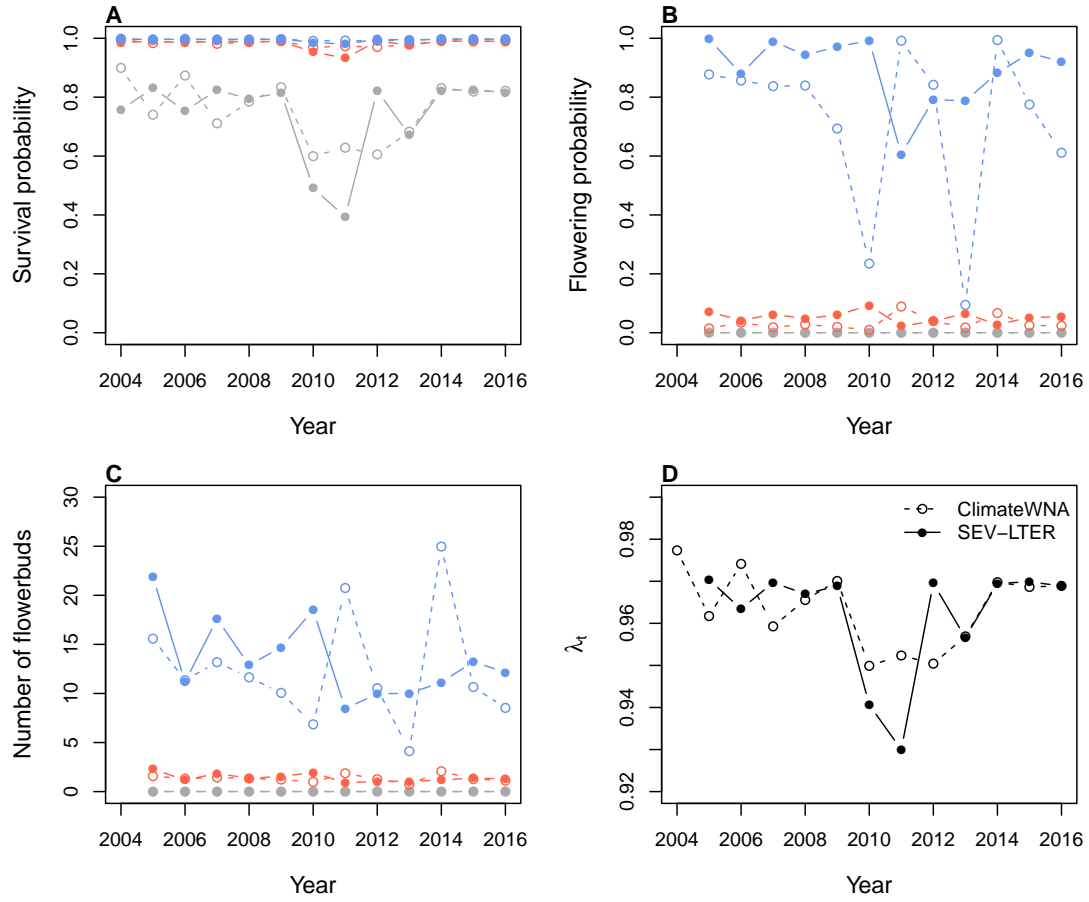 A
Survival probability
1.0
0.8
0.6
0.4
0.2
0.0
2004 2006 2008 2010 2012 2014 2016
Year
B
Flowering probability
1.0
0.8
0.6
0.4
0.2
0.0
2004 2006 2008 2010 2012 2014 2016
Year
C
Number of flowerbuds
30
25
20
15
10
5
0
2004 2006 2008 2010 2012 2014 2016
Year
D
ClimateWNA
SEV−LTER
λt
0.98
0.96
0.94
0.92
2004 2006 2008 2010 2012 2014 2016
Year